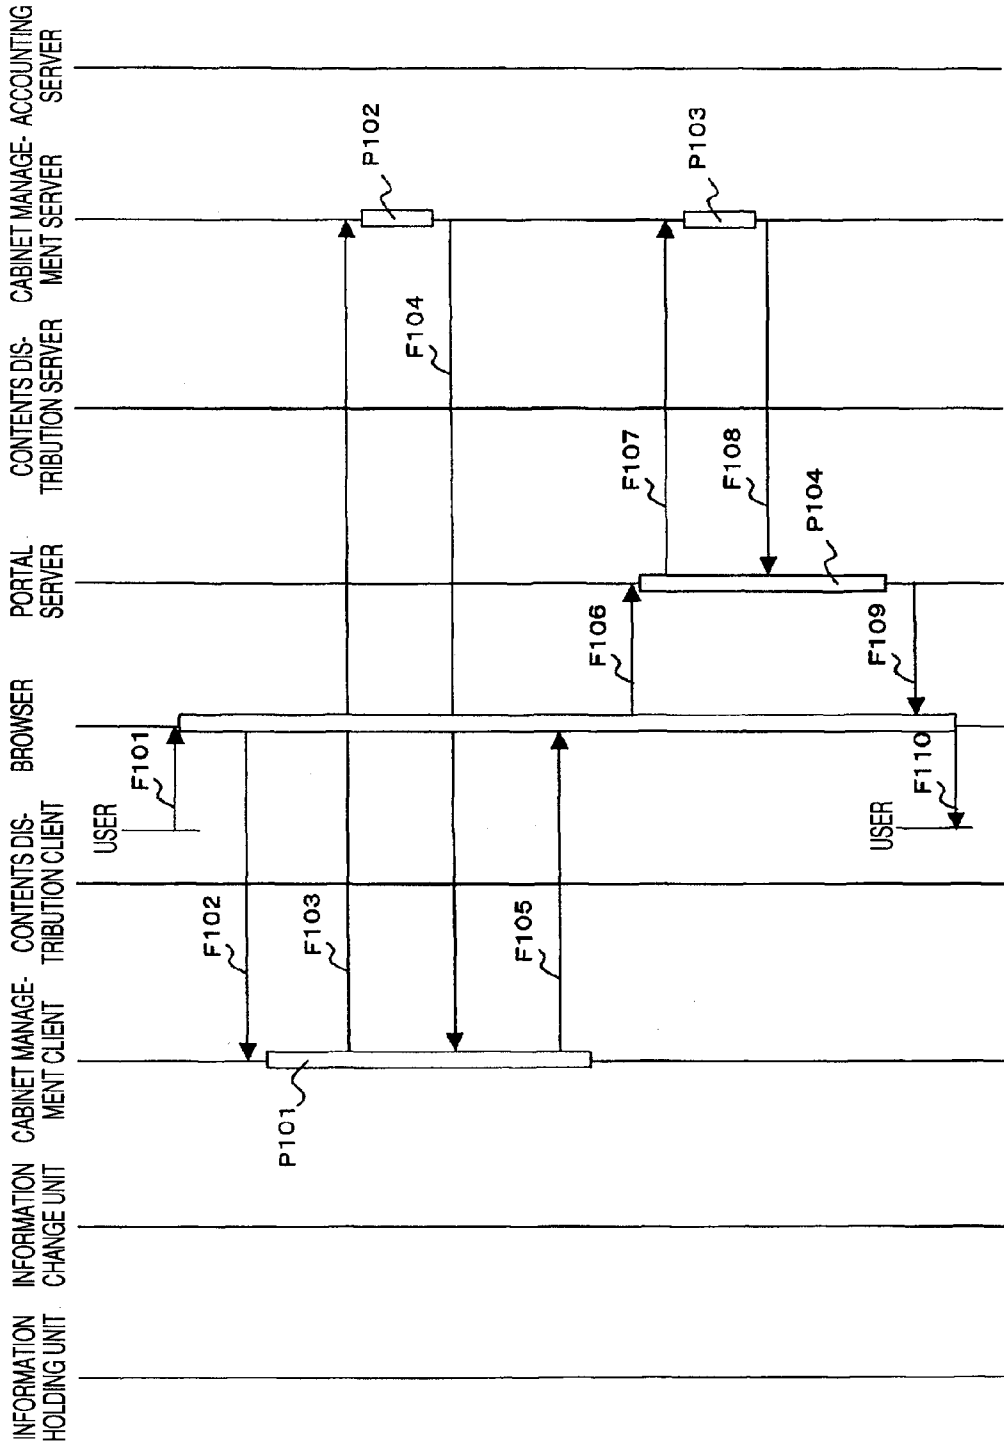 INFORMATION
HOLDING UNIT
INFORMATION
CHANGE UNIT
CABINET MANAGE-
MENT CLIENT
CONTENTS DIS-
TRIBUTION CLIENT
BROWSER
PORTAL
SERVER
CONTENTS DIS-
TRIBUTION SERVER
CABINET MANAGE-
MENT SERVER
ACCOUNTING
SERVER
USER
F101
F102
P101
F103
P102
F104
F105
F106
F107
P103
F108
P104
F109
F110
USER